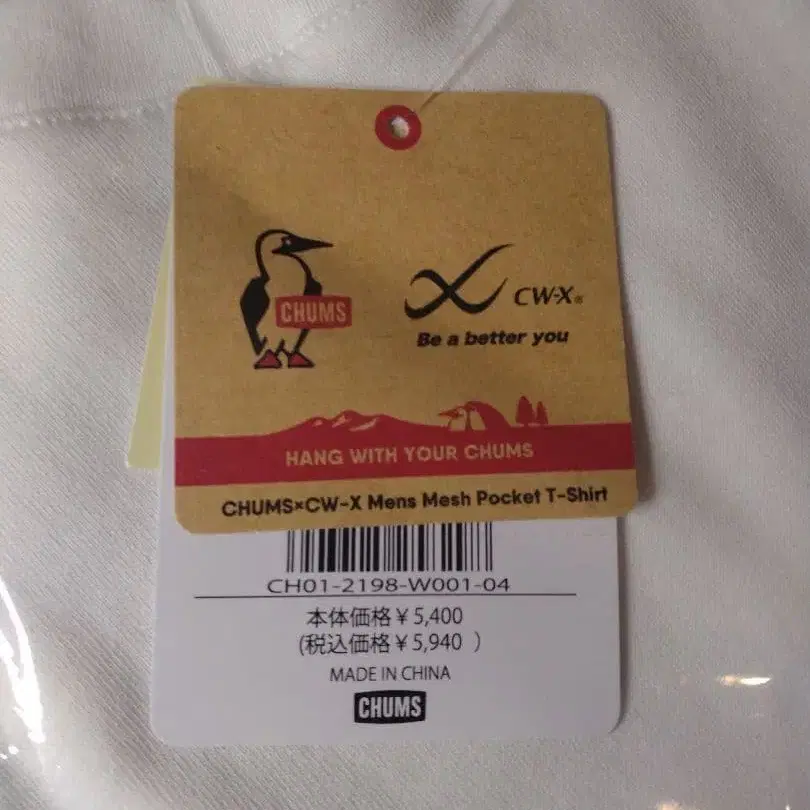 CHUMS
CW-X®
Be a better you
HANG WITH YOUR CHUMS
CHUMS×CW-X Mens Mesh Pocket T-Shirt
CH01-2198-W001-04
本体価格￥5,400
(税込価格￥5,940 )
MADE IN CHINA
CHUMS